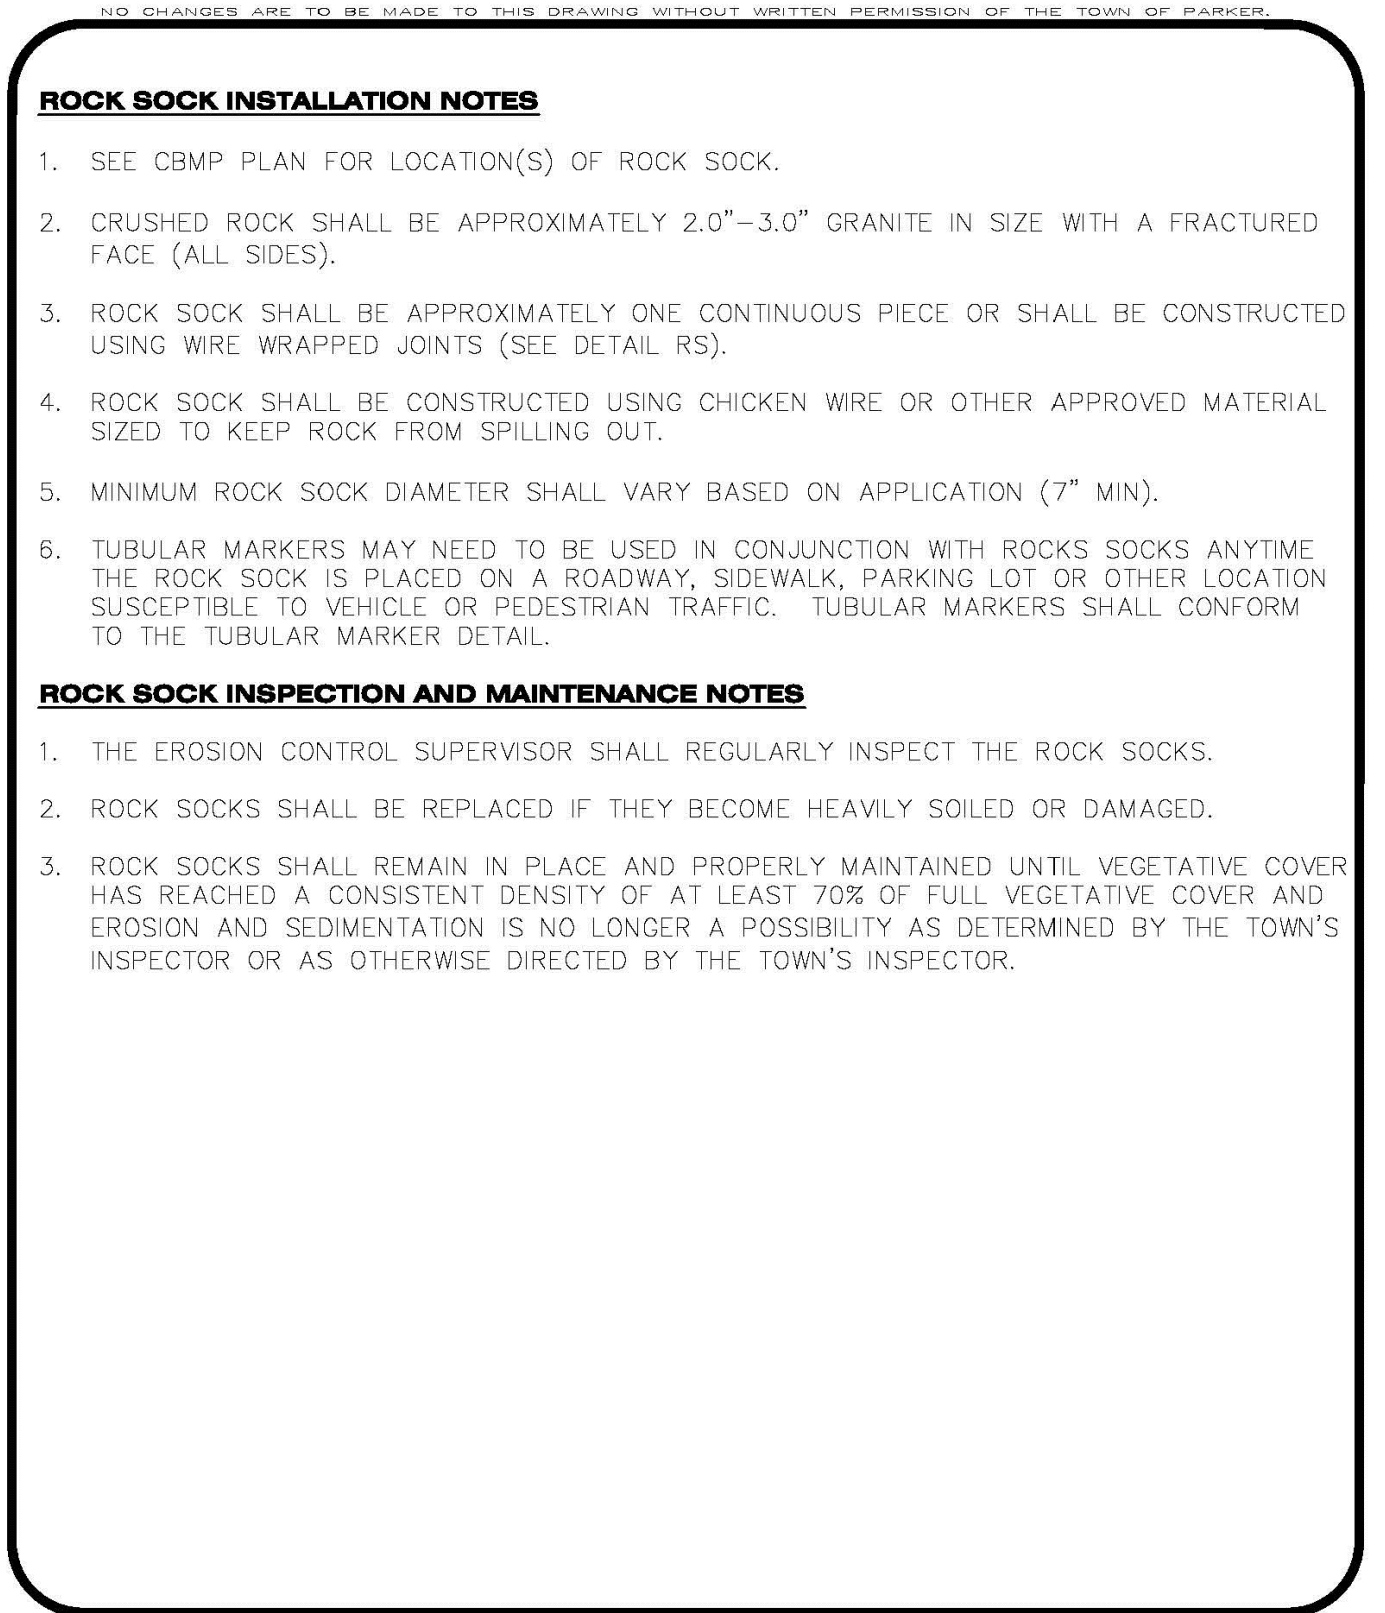 NO CHANGES ARE TO BE MADE TO THIS DRAWING WITHOUT WRITTEN PERMISSION OF THE TOWN OF PARKER.
ROCK SOCK INSTALLATION NOTES
1. SEE CBMP PLAN FOR LOCATION(S) OF ROCK SOCK.
2. CRUSHED ROCK SHALL BE APPROXIMATELY 2.0"–3.0" GRANITE IN SIZE WITH A FRACTURED
FACE (ALL SIDES).
3. ROCK SOCK SHALL BE APPROXIMATELY ONE CONTINUOUS PIECE OR SHALL BE CONSTRUCTED
USING WIRE WRAPPED JOINTS (SEE DETAIL RS).
4. ROCK SOCK SHALL BE CONSTRUCTED USING CHICKEN WIRE OR OTHER APPROVED MATERIAL
SIZED TO KEEP ROCK FROM SPILLING OUT.
5. MINIMUM ROCK SOCK DIAMETER SHALL VARY BASED ON APPLICATION (7" MIN).
6. TUBULAR MARKERS MAY NEED TO BE USED IN CONJUNCTION WITH ROCKS SOCKS ANYTIME
THE ROCK SOCK IS PLACED ON A ROADWAY, SIDEWALK, PARKING LOT OR OTHER LOCATION
SUSCEPTIBLE TO VEHICLE OR PEDESTRIAN TRAFFIC. TUBULAR MARKERS SHALL CONFORM
TO THE TUBULAR MARKER DETAIL.
ROCK SOCK INSPECTION AND MAINTENANCE NOTES
1. THE EROSION CONTROL SUPERVISOR SHALL REGULARLY INSPECT THE ROCK SOCKS.
2. ROCK SOCKS SHALL BE REPLACED IF THEY BECOME HEAVILY SOILED OR DAMAGED.
3. ROCK SOCKS SHALL REMAIN IN PLACE AND PROPERLY MAINTAINED UNTIL VEGETATIVE COVER
HAS REACHED A CONSISTENT DENSITY OF AT LEAST 70% OF FULL VEGETATIVE COVER AND
EROSION AND SEDIMENTATION IS NO LONGER A POSSIBILITY AS DETERMINED BY THE TOWN'S
INSPECTOR OR AS OTHERWISE DIRECTED BY THE TOWN'S INSPECTOR.